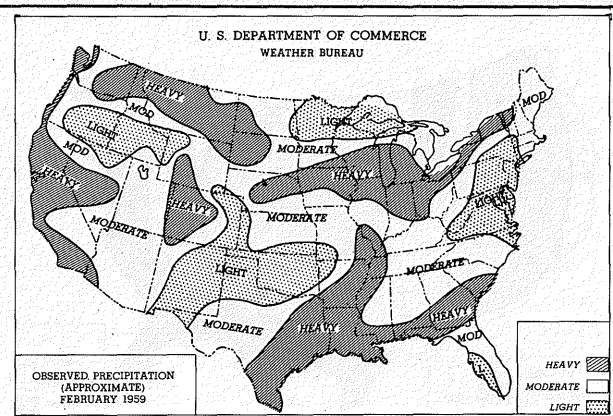 U. S. DEPARTMENT OF COMMERCE
WEATHER BUREAU
HEAVY
MOD
MOD
LIGHT
LIGHT
MODERATE
MOD
HEAVY
HEAVY
LIGHT
HEAVY
MODERATE
MODERATE
MODERATE
LIGHT
HEAVY
HEAVY
MODERATE
MOD
L
OBSERVED PRECIPITATION
(APPROXIMATE)
FEBRUARY 1959
HEAVY
MODERATE
LIGHT